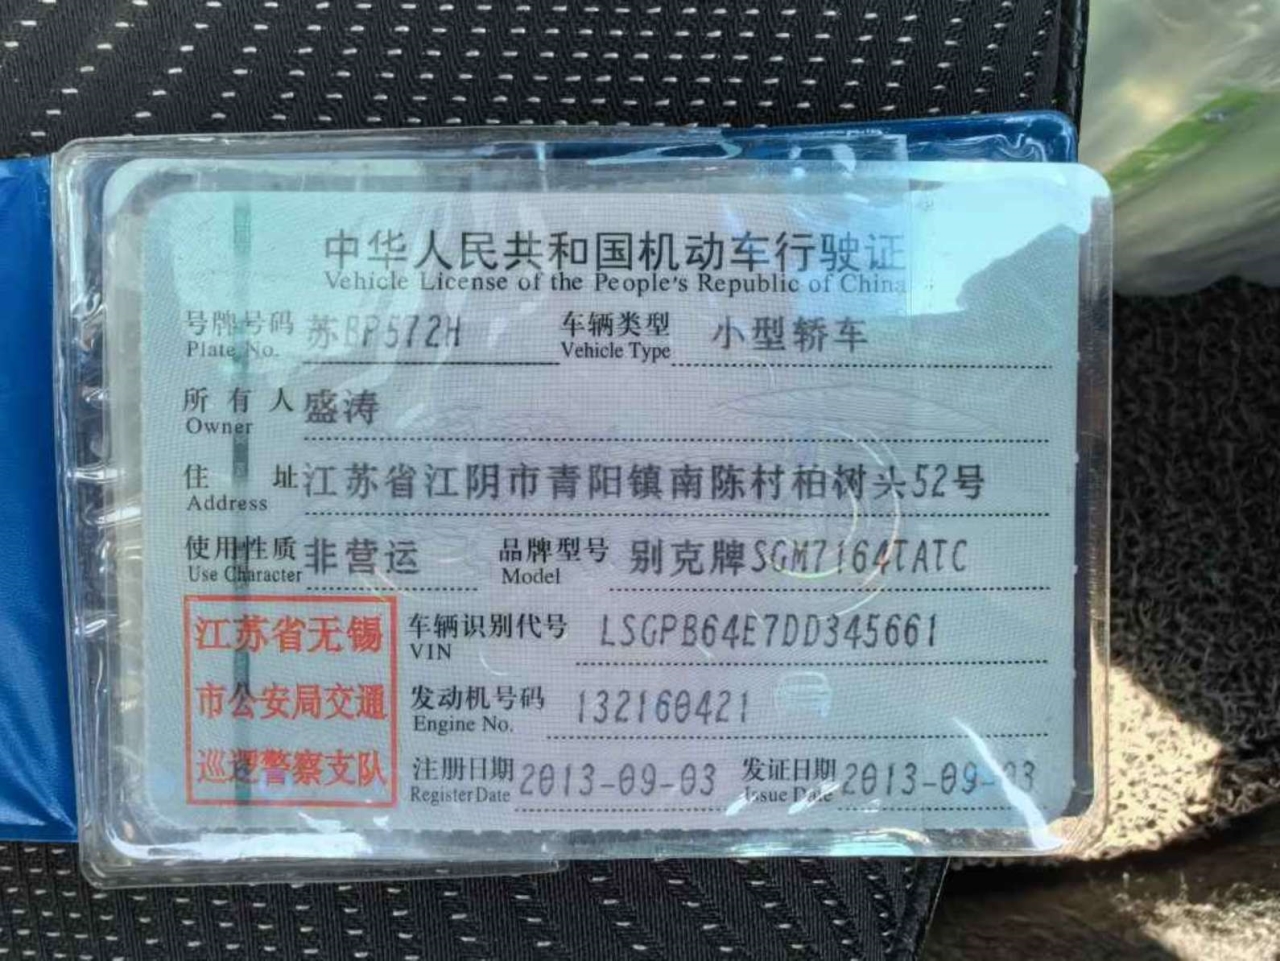 中华人民共和国机动车行驶证
Vehicle License of the People's Republic of China
号牌号码 苏BP572H 车辆类型 小型轿车
Plate No. Vehicle Type
所有人 盛涛
Owner
住址 江苏省江阴市青阳镇南陈村柏树头52号
Address
使用性质 非营运 品牌型号 别克牌SGM7164TATC
Use Character Model
江苏省无锡
市公安局交通
巡逻警察支队
车辆识别代号 LSGPB64E7DD345661
VIN
发动机号码 132160421
Engine No.
注册日期 2013-09-03 发证日期 2013-09-03
Register Date Issue Date